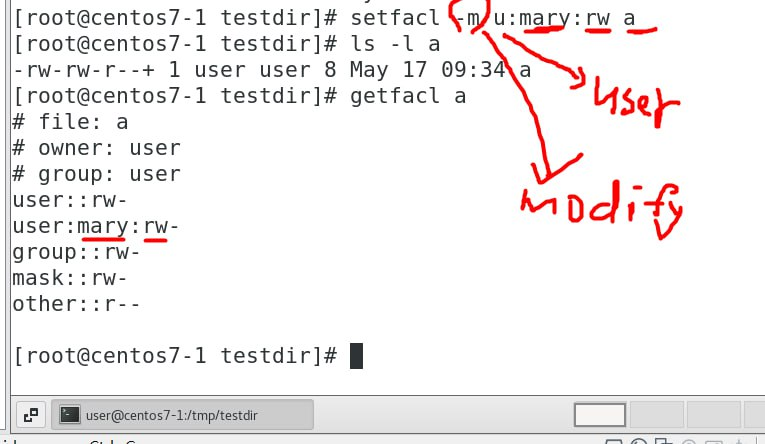 [root@centos7-1 testdir]# setfacl -m u:mary:rw a
[root@centos7-1 testdir]# ls -l a
-rw-rw-r--+ 1 user user 8 May 17 09:34 a
[root@centos7-1 testdir]# getfacl a
user
# file: a
# owner: user
# group: user
modify
user::rw-
user:mary:rw-
group::rw-
mask::rw-
other::r--
[root@centos7-1 testdir]#
user@centos7-1:/tmp/testdir